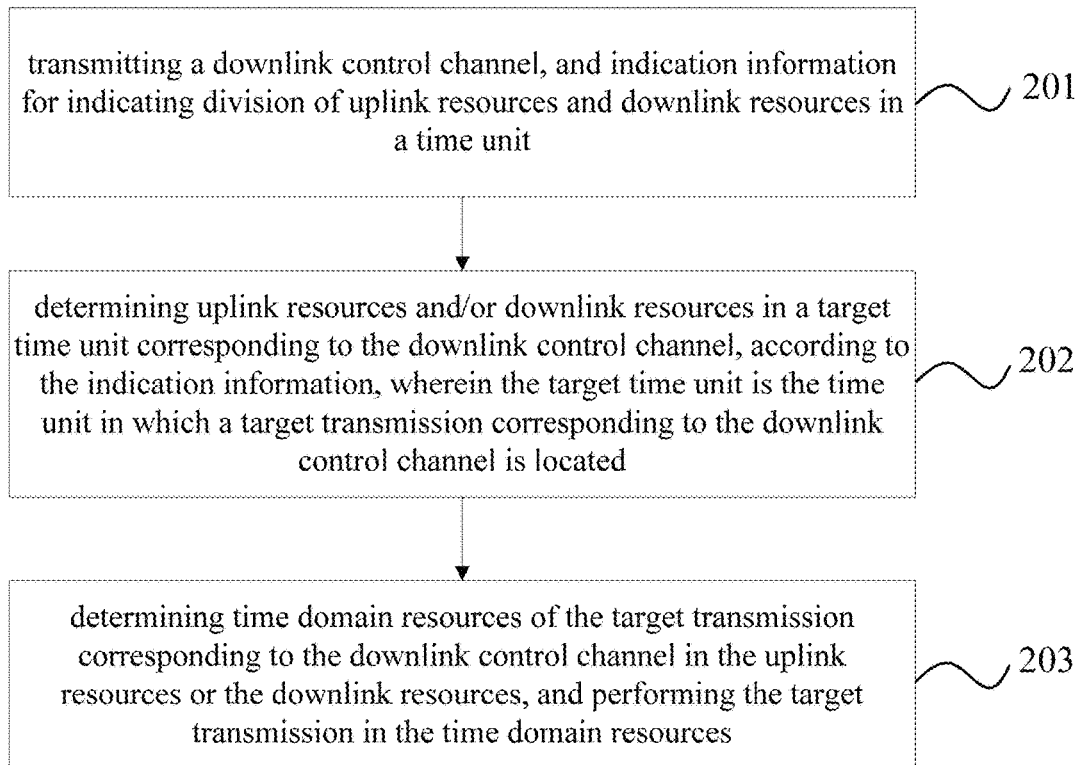 transmitting a downlink control channel, and indication information
for indicating division of uplink resources and downlink resources in
a time unit
201
determining uplink resources and/or downlink resources in a target
time unit corresponding to the downlink control channel, according to
the indication information, wherein the target time unit is the time
unit in which a target transmission corresponding to the downlink
control channel is located
202
determining time domain resources of the target transmission
corresponding to the downlink control channel in the uplink
resources or the downlink resources, and performing the target
transmission in the time domain resources
203